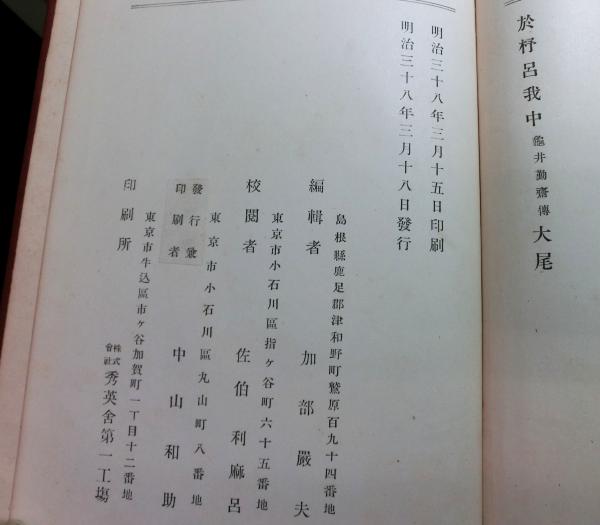 於杼呂我中 龜井勤齋傳 大尾
明治三十八年三月十五日印刷
明治三十八年三月十八日發行
島根縣鹿足郡津和野町鷲原百九十四番地
編輯者 加部嚴夫
東京市小石川區指ヶ谷町六十五番地
校閲者 佐伯利麻呂
東京市小石川區丸山町八番地
發行兼印刷者 中山和助
東京市牛込區市ヶ谷加賀町一丁目十二番地
印刷所 株式會社 秀英舍第一工塲